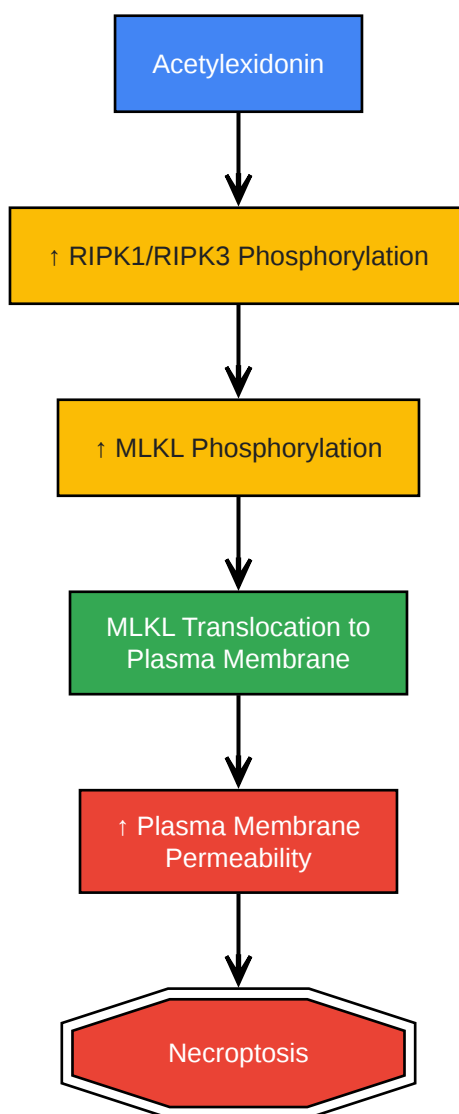 Acetylexidonin
↑ RIPK1/RIPK3 Phosphorylation
↑ MLKL Phosphorylation
MLKL Translocation to
Plasma Membrane
↑ Plasma Membrane
Permeability
Necroptosis